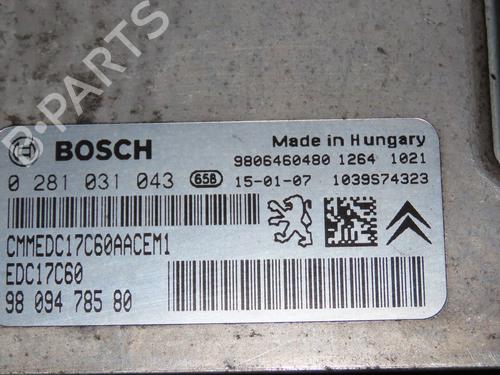 B-PARTS
BOSCH
Made in Hungary
9806460480 1264 1021
0 281 031 043 65B 15-01-07 1039S74323
CMMEDC17C60AACEM1
EDC17C60
98 094 785 80